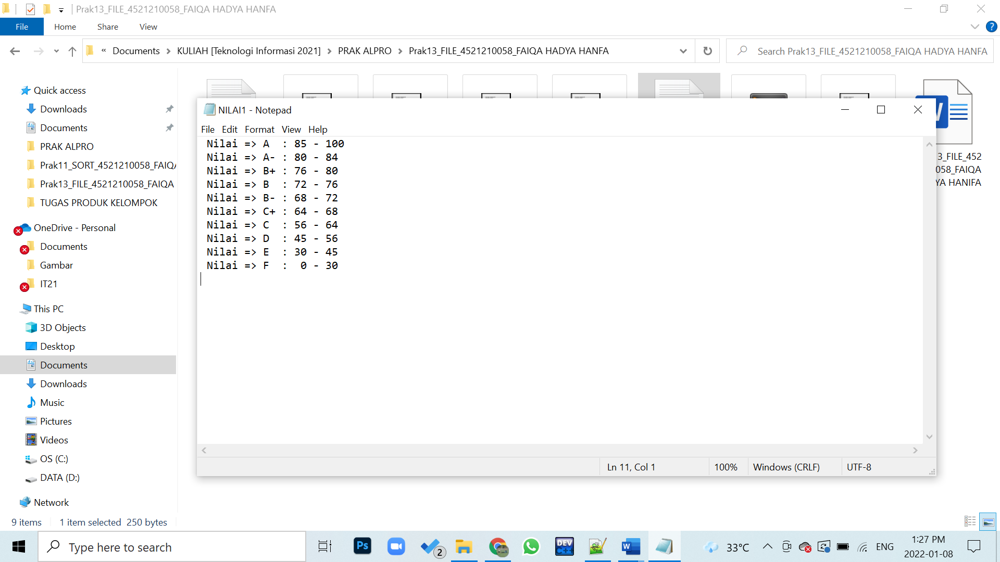 Prak13_FILE_4521210058_FAIQA HADYA HANFA
File Home Share View
« Documents › KULIAH [Teknologi Informasi 2021] › PRAK ALPRO › Prak13_FILE_4521210058_FAIQA HADYA HANFA
Search Prak13_FILE_4521210058_FAIQA HADYA HANFA
Quick access
Downloads
Documents
PRAK ALPRO
Prak11_SORT_4521210058_FAIQA
Prak13_FILE_4521210058_FAIQA
TUGAS PRODUK KELOMPOK
OneDrive - Personal
Documents
Gambar
IT21
This PC
3D Objects
Desktop
Documents
Downloads
Music
Pictures
Videos
OS (C:)
DATA (D:)
Network
9 items 1 item selected 250 bytes
NILAI1 - Notepad
File Edit Format View Help
Nilai => A  : 85 - 100
Nilai => A- : 80 - 84
Nilai => B+ : 76 - 80
Nilai => B  : 72 - 76
Nilai => B- : 68 - 72
Nilai => C+ : 64 - 68
Nilai => C  : 56 - 64
Nilai => D  : 45 - 56
Nilai => E  : 30 - 45
Nilai => F  :  0 - 30
Ln 11, Col 1 100% Windows (CRLF) UTF-8
3_FILE_452
058_FAIQA
YA HANIFA
Type here to search
Ps
2
DEV
C++
W
33°C
ENG
1:27 PM
2022-01-08